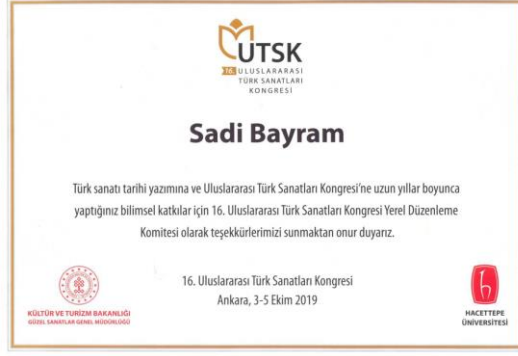 UTSK
16. ULUSLARARASI
TÜRK SANATLARI
KONGRESİ
Sadi Bayram
Türk sanatı tarihi yazımına ve Uluslararası Türk Sanatları Kongresi'ne uzun yıllar boyunca
yaptığınız bilimsel katkılar için 16. Uluslararası Türk Sanatları Kongresi Yerel Düzenleme
Komitesi olarak teşekkürlerimizi sunmaktan onur duyarız.
16. Uluslararası Türk Sanatları Kongresi
Ankara, 3-5 Ekim 2019
KÜLTÜR VE TURİZM BAKANLIĞI
GÜZEL SANATLAR GENEL MÜDÜRLÜĞÜ
HACETTEPE
ÜNİVERSİTESİ